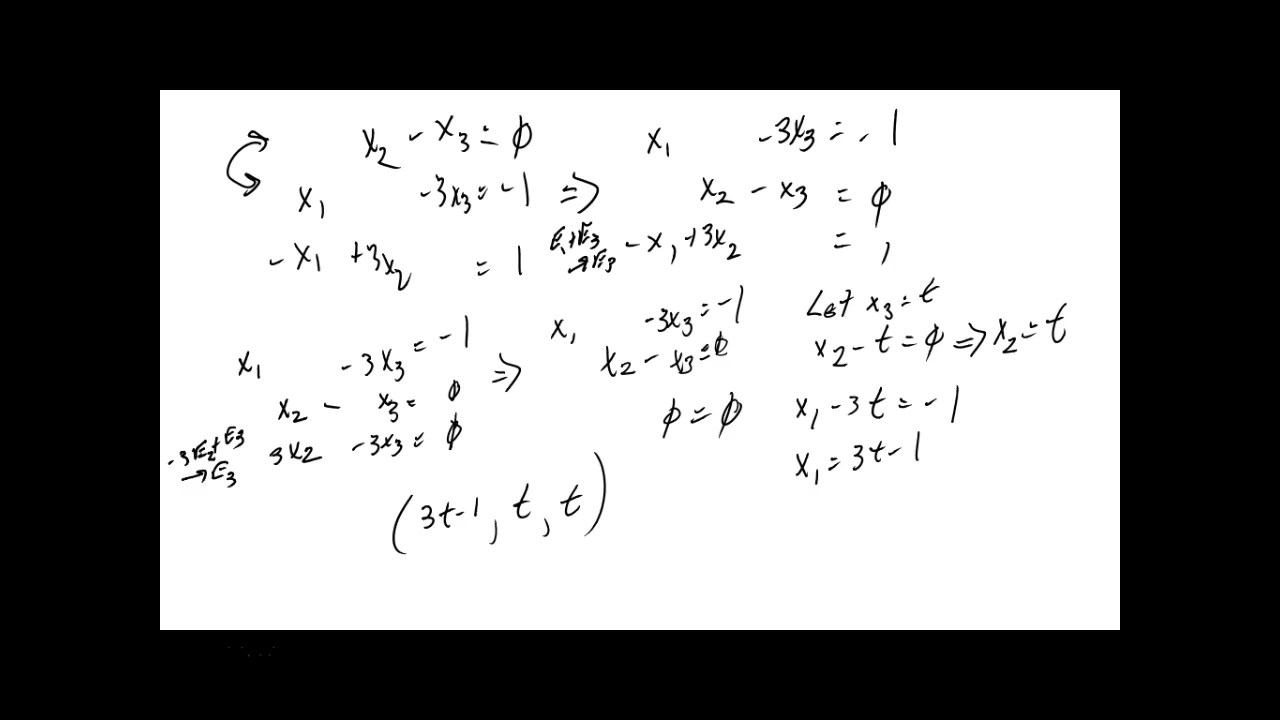 x₂ - x₃ = ϕ
x₁ -3x₃ = -1 ⇒
-x₁ +3x₂ = 1
x₁ -3x₃ = -1
x₂ - x₃ = ϕ
E₁+E₃ → E₃ -x₁ +3x₂ = 1
x₁ -3x₃ = -1 ⇒
x₂ - x₃ = ϕ
-3E₂+E₃ → E₃ 3x₂ -3x₃ = ϕ
x₁ -3x₃ = -1
x₂ - x₃ = ϕ
ϕ = ϕ
Let x₃ = t
x₂ - t = ϕ ⇒ x₂ = t
x₁ - 3t = -1
x₁ = 3t - 1
(3t-1, t, t)